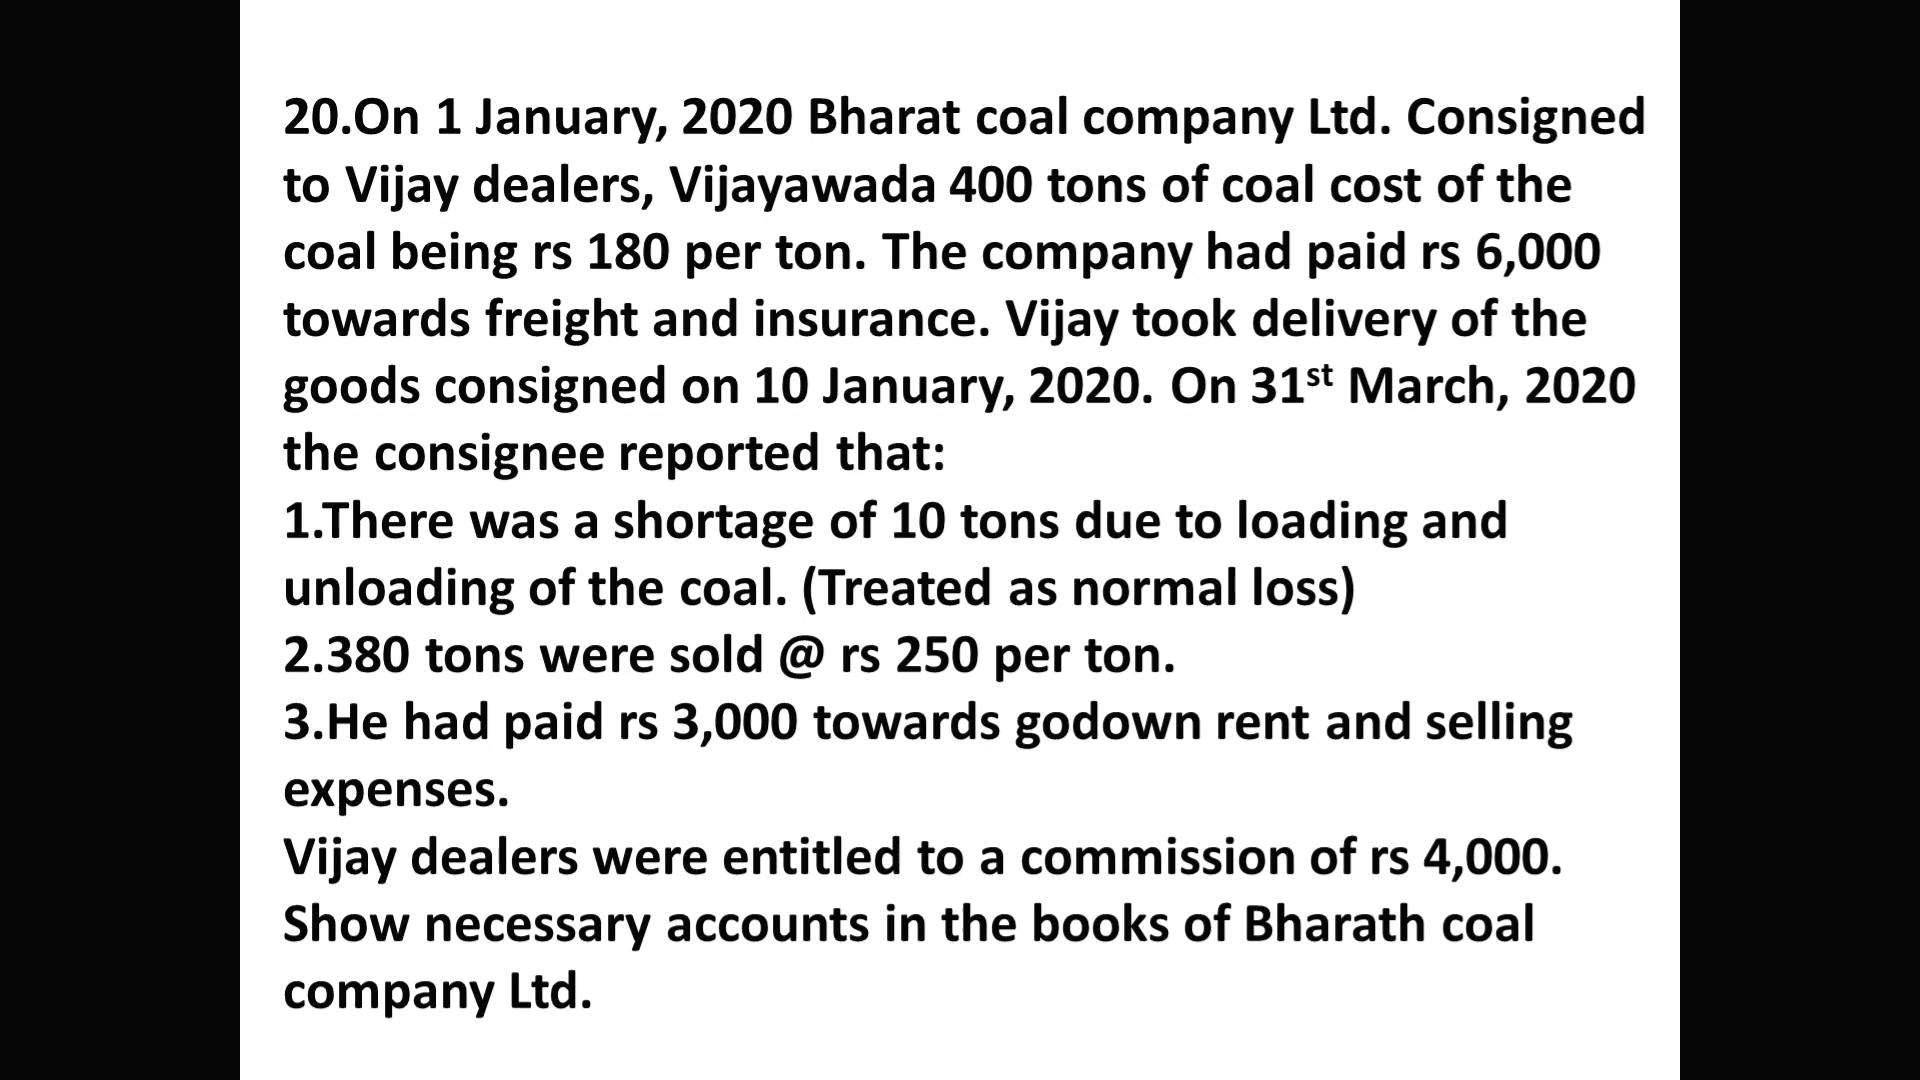 20.On 1 January, 2020 Bharat coal company Ltd. Consigned
to Vijay dealers, Vijayawada 400 tons of coal cost of the
coal being rs 180 per ton. The company had paid rs 6,000
towards freight and insurance. Vijay took delivery of the
goods consigned on 10 January, 2020. On 31st March, 2020
the consignee reported that:
1.There was a shortage of 10 tons due to loading and
unloading of the coal. (Treated as normal loss)
2.380 tons were sold @ rs 250 per ton.
3.He had paid rs 3,000 towards godown rent and selling
expenses.
Vijay dealers were entitled to a commission of rs 4,000.
Show necessary accounts in the books of Bharath coal
company Ltd.